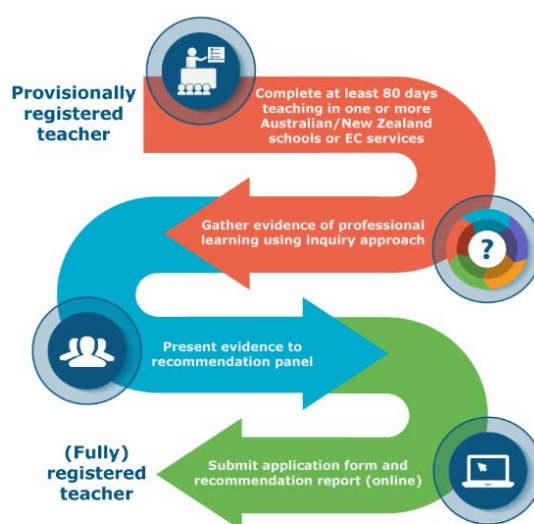 Provisionally
registered
teacher
Complete at least 80 days
teaching in one or more
Australian/New Zealand
schools or EC services
Gather evidence of professional
learning using inquiry approach
?
Present evidence to
recommendation panel
(Fully)
registered
teacher
Submit application form and
recommendation report (online)